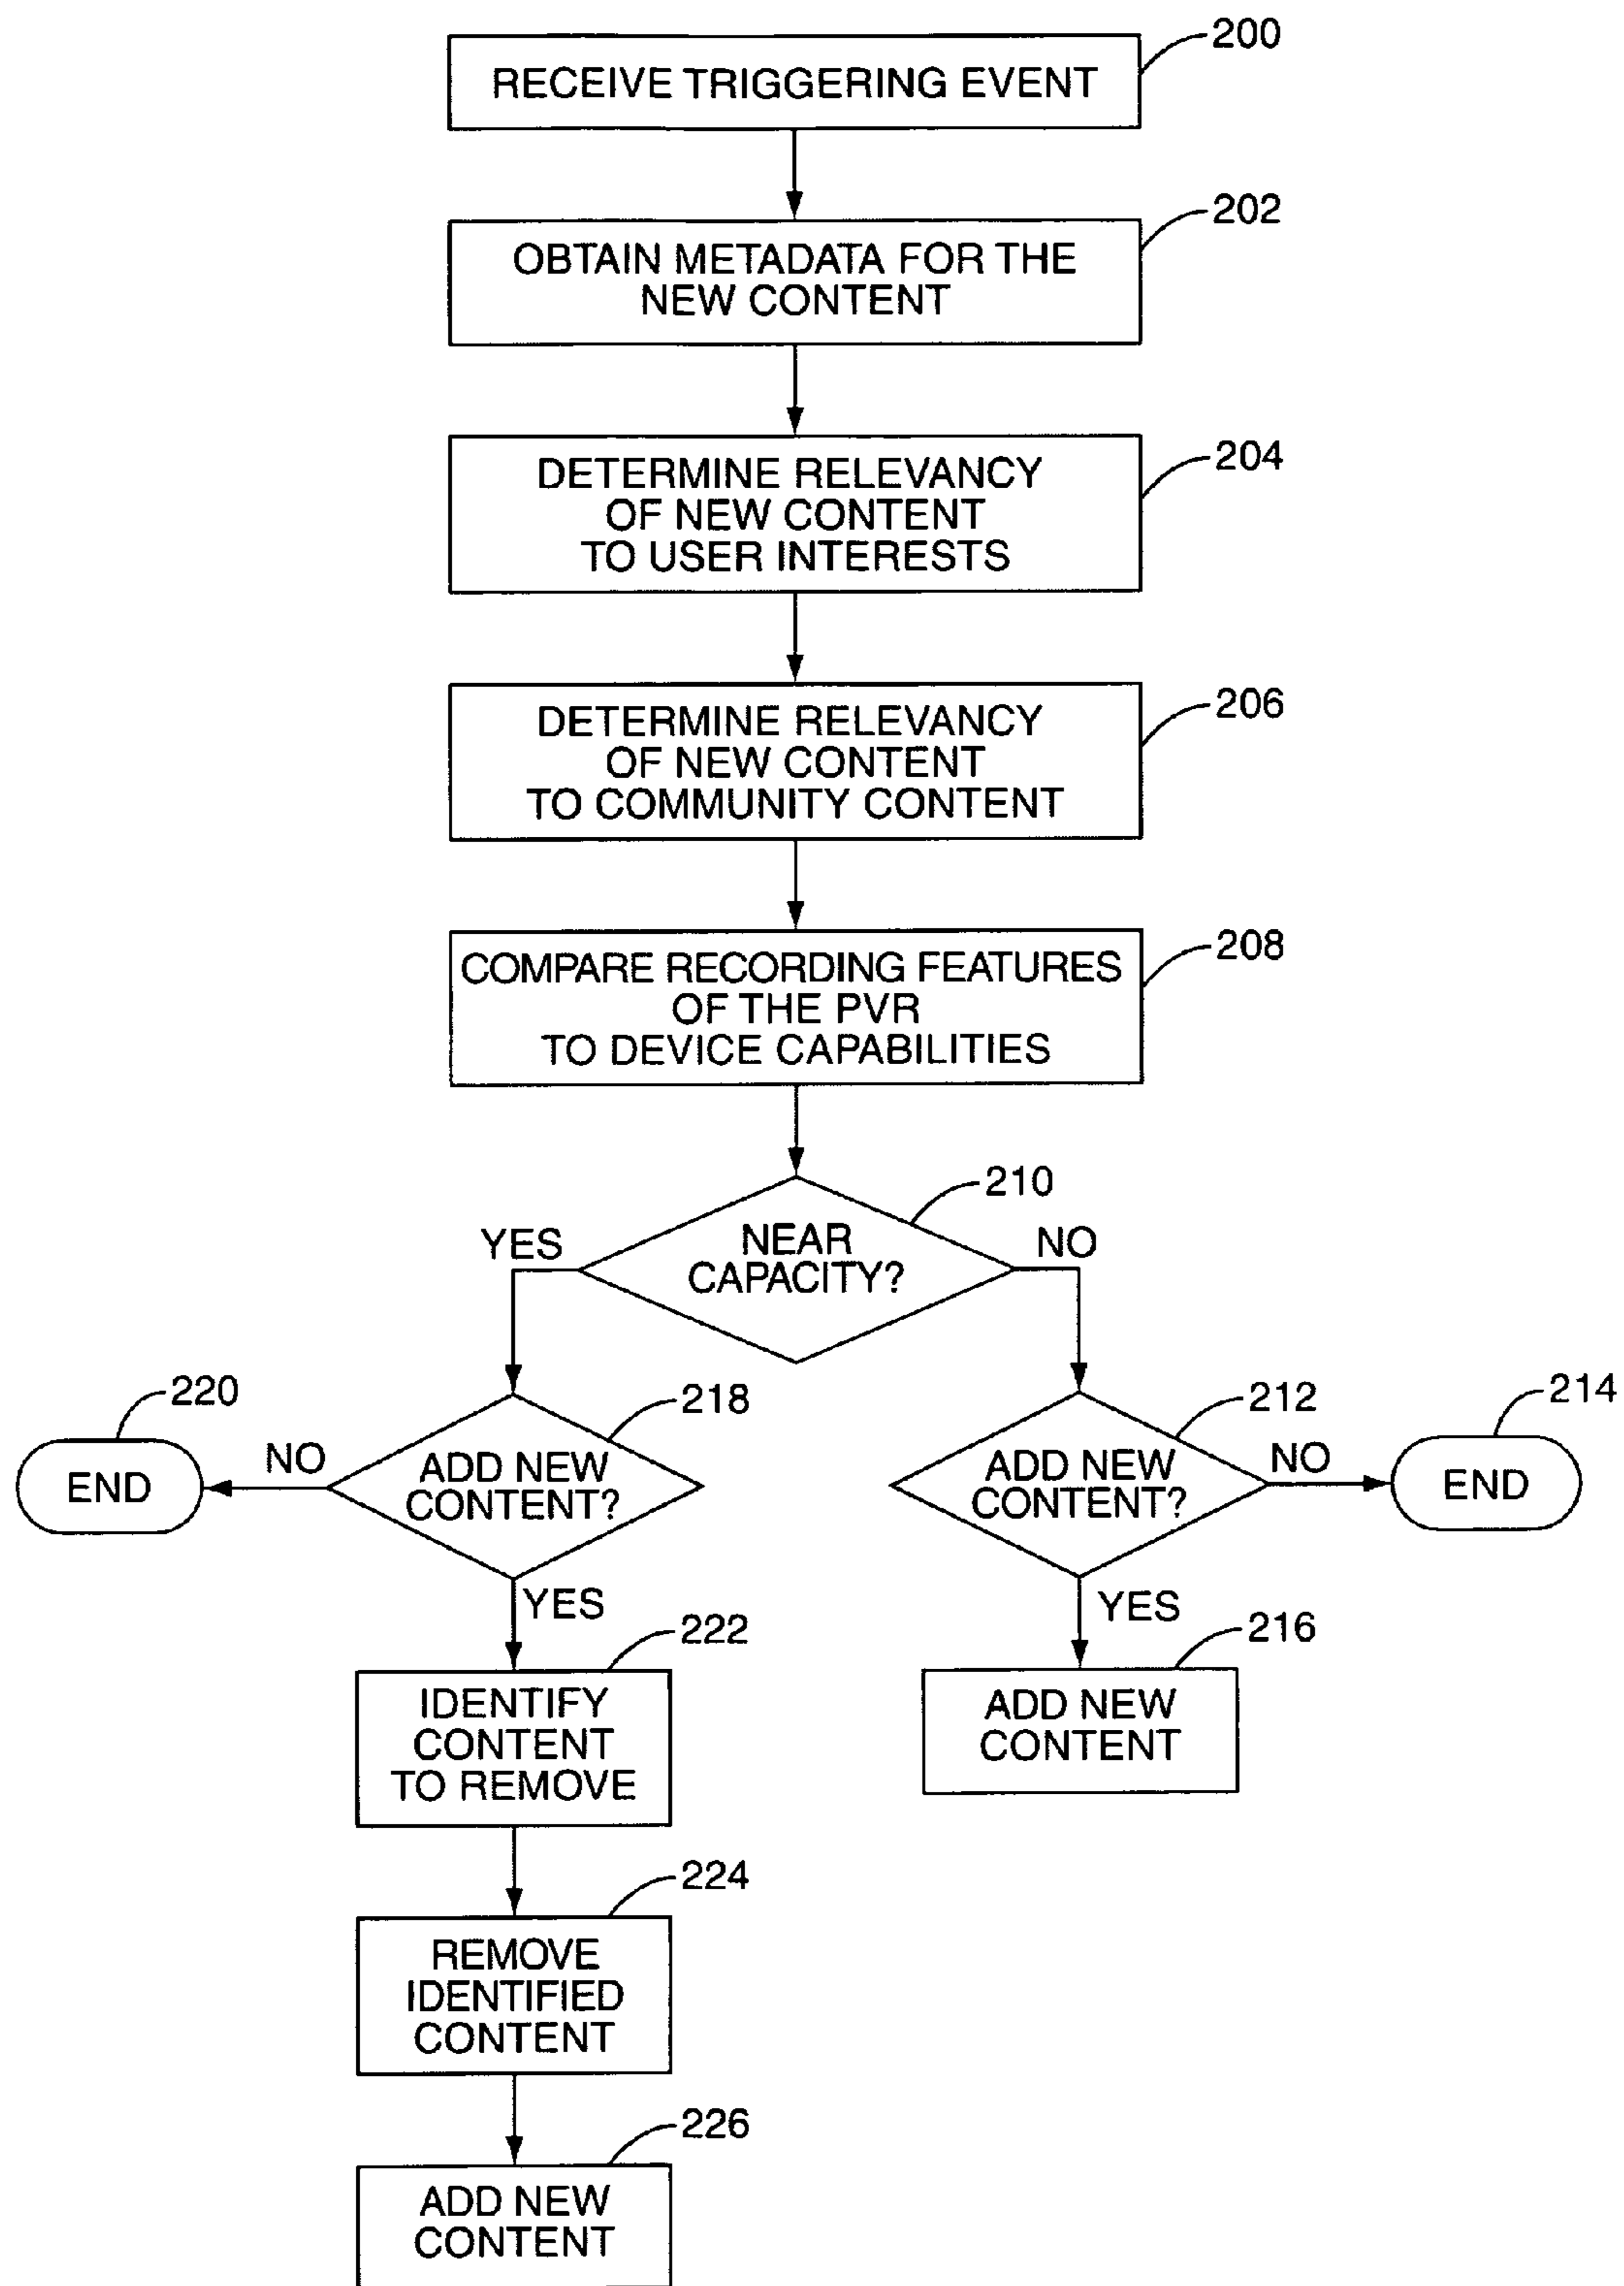 200
RECEIVE TRIGGERING EVENT
202
OBTAIN METADATA FOR THE
NEW CONTENT
204
DETERMINE RELEVANCY
OF NEW CONTENT
TO USER INTERESTS
206
DETERMINE RELEVANCY
OF NEW CONTENT
TO COMMUNITY CONTENT
208
COMPARE RECORDING FEATURES
OF THE PVR
TO DEVICE CAPABILITIES
210
YES
NEAR
CAPACITY?
NO
220
218
212
214
END
NO
ADD NEW
CONTENT?
ADD NEW
CONTENT?
NO
END
YES
YES
222
216
IDENTIFY
CONTENT
TO REMOVE
ADD NEW
CONTENT
224
REMOVE
IDENTIFIED
CONTENT
226
ADD NEW
CONTENT